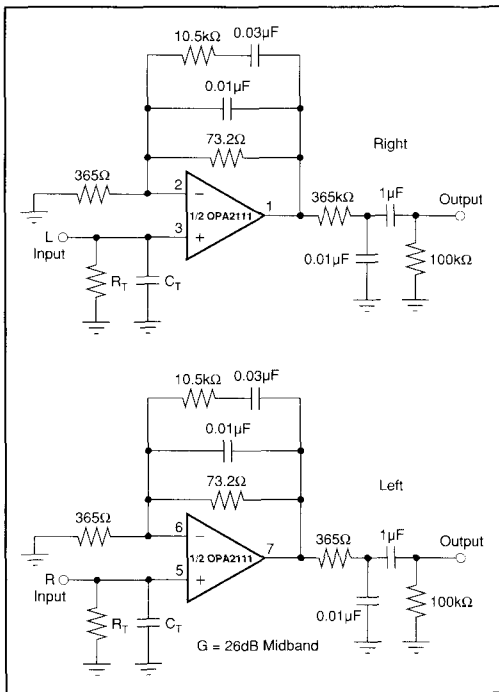 10.5kΩ
0.03µF
0.01µF
73.2Ω
365Ω
2
−
1/2 OPA2111
1
3
+
L
Input
R_T
C_T
Right
365kΩ
1µF
Output
0.01µF
100kΩ
10.5kΩ
0.03µF
0.01µF
73.2Ω
365Ω
6
−
1/2 OPA2111
7
5
+
R
Input
R_T
C_T
G = 26dB Midband
Left
365Ω
1µF
Output
0.01µF
100kΩ